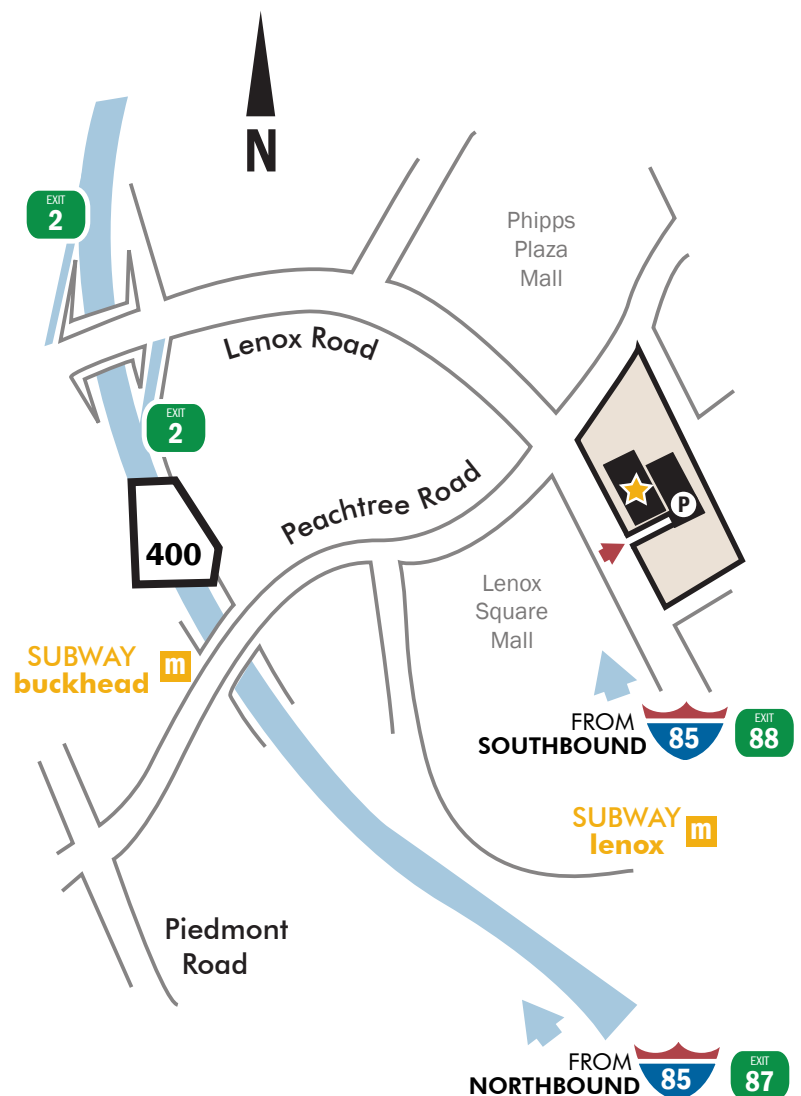 N
EXIT
2
Phipps
Plaza
Mall
Lenox Road
EXIT
2
Peachtree Road
P
400
Lenox
Square
Mall
SUBWAY
buckhead
m
FROM
SOUTHBOUND
85
EXIT
88
SUBWAY
lenox
m
Piedmont
Road
FROM
NORTHBOUND
85
EXIT
87